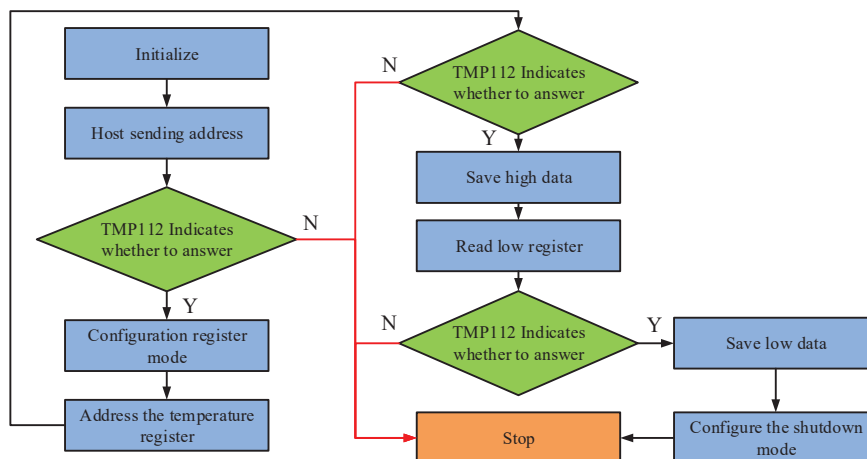 Initialize
Host sending address
TMP112 Indicates
whether to answer
N
Y
Configuration register
mode
Address the temperature
register
TMP112 Indicates
whether to answer
N
Y
Save high data
Read low register
TMP112 Indicates
whether to answer
N
Y
Save low data
Configure the shutdown
mode
Stop